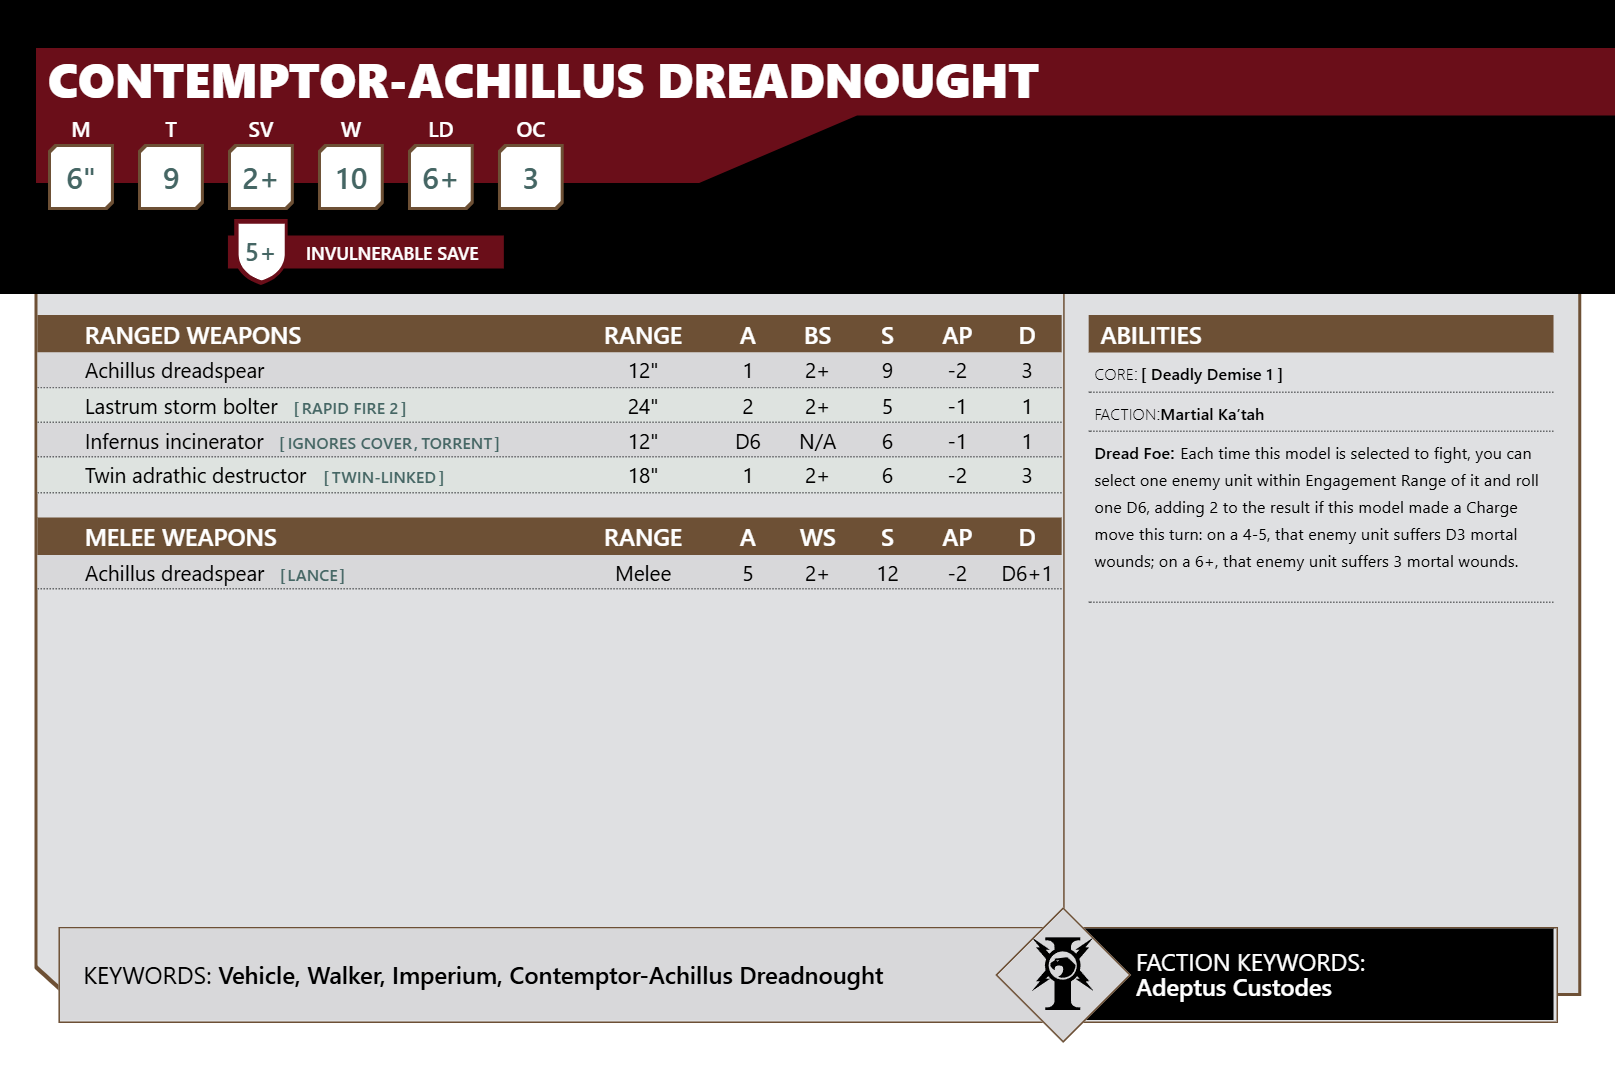 CONTEMPTOR-ACHILLUS DREADNOUGHT
M T SV W LD OC
6" 9 2+ 10 6+ 3
5+ INVULNERABLE SAVE
RANGED WEAPONS RANGE A BS S AP D
Achillus dreadspear 12" 1 2+ 9 -2 3
Lastrum storm bolter [RAPID FIRE 2] 24" 2 2+ 5 -1 1
Infernus incinerator [IGNORES COVER, TORRENT] 12" D6 N/A 6 -1 1
Twin adrathic destructor [TWIN-LINKED] 18" 1 2+ 6 -2 3
MELEE WEAPONS RANGE A WS S AP D
Achillus dreadspear [LANCE] Melee 5 2+ 12 -2 D6+1
ABILITIES
CORE: [ Deadly Demise 1 ]
FACTION:Martial Ka’tah
Dread Foe: Each time this model is selected to fight, you can
select one enemy unit within Engagement Range of it and roll
one D6, adding 2 to the result if this model made a Charge
move this turn: on a 4-5, that enemy unit suffers D3 mortal
wounds; on a 6+, that enemy unit suffers 3 mortal wounds.
KEYWORDS: Vehicle, Walker, Imperium, Contemptor-Achillus Dreadnought
FACTION KEYWORDS:
Adeptus Custodes